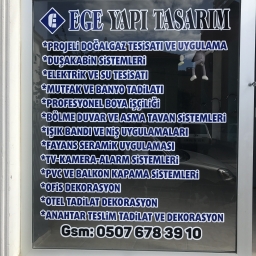 E EGE YAPI TASARIM
*PROJELİ DOĞALGAZ TESİSATI VE UYGULAMA
*DUŞAKABİN SİSTEMLERİ
*ELEKTRİK VE SU TESİSATI
*MUTFAK VE BANYO TADİLATI
*PROFESYONEL BOYA İŞÇİLİĞİ
*BÖLME DUVAR VE ASMA TAVAN SİSTEMLERİ
*IŞIK BANDI VE NİŞ UYGULAMALARI
*FAYANS SERAMİK UYGULAMASI
*TV-KAMERA-ALARM SİSTEMLERİ
*PVC VE BALKON KAPAMA SİSTEMLERİ
*OFİS DEKORASYON
*OTEL TADİLAT DEKORASYON
*ANAHTAR TESLİM TADİLAT VE DEKORASYON
Gsm: 0507 678 39 10